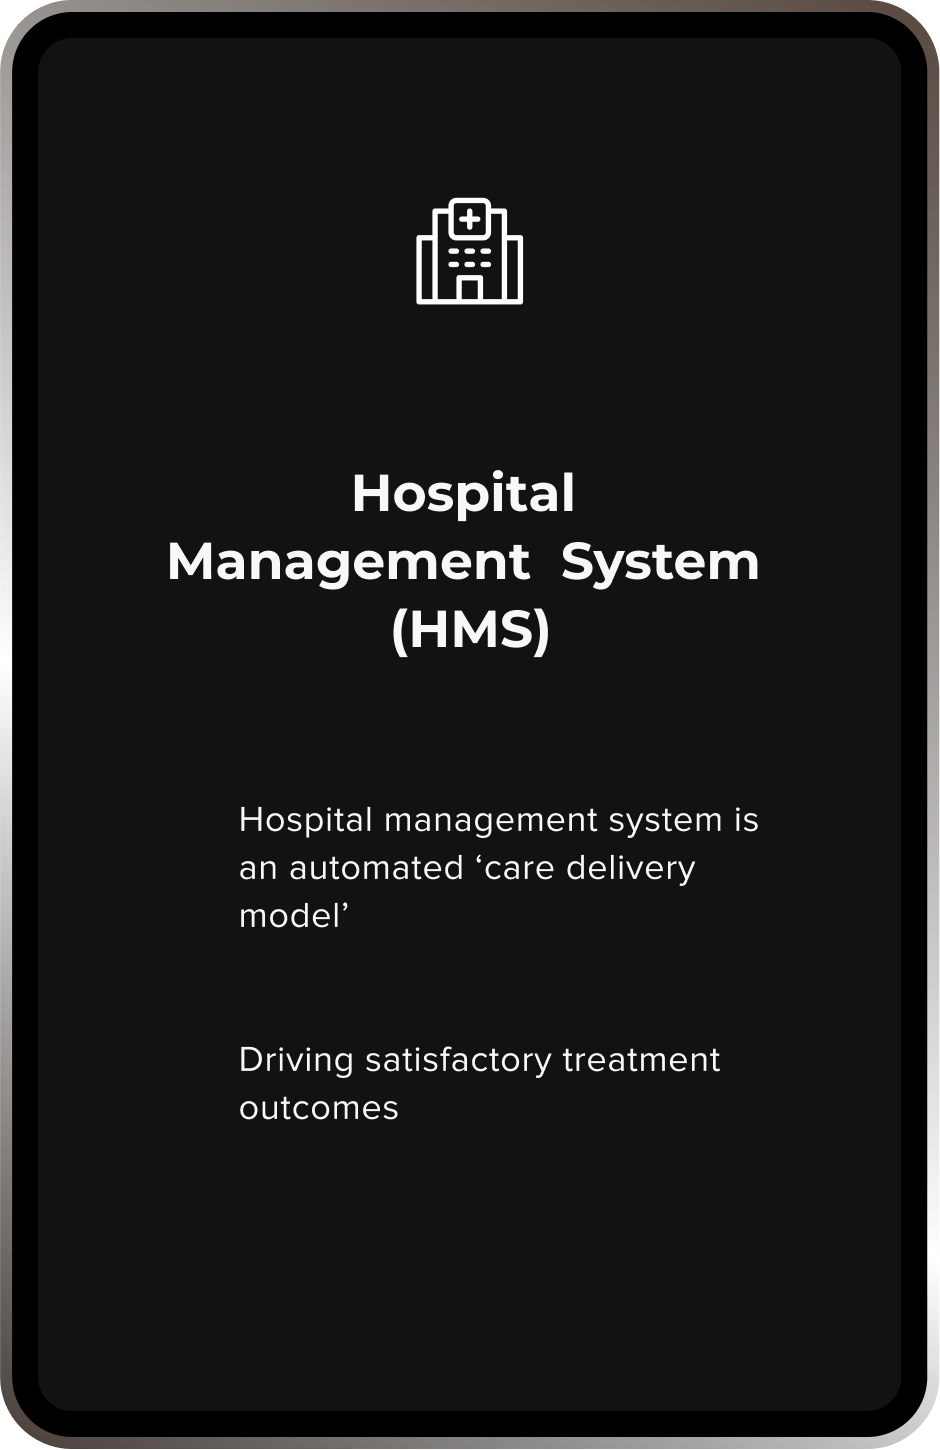 Hospital
Management  System
(HMS)
Hospital management system is
an automated ‘care delivery
model’
Driving satisfactory treatment
outcomes